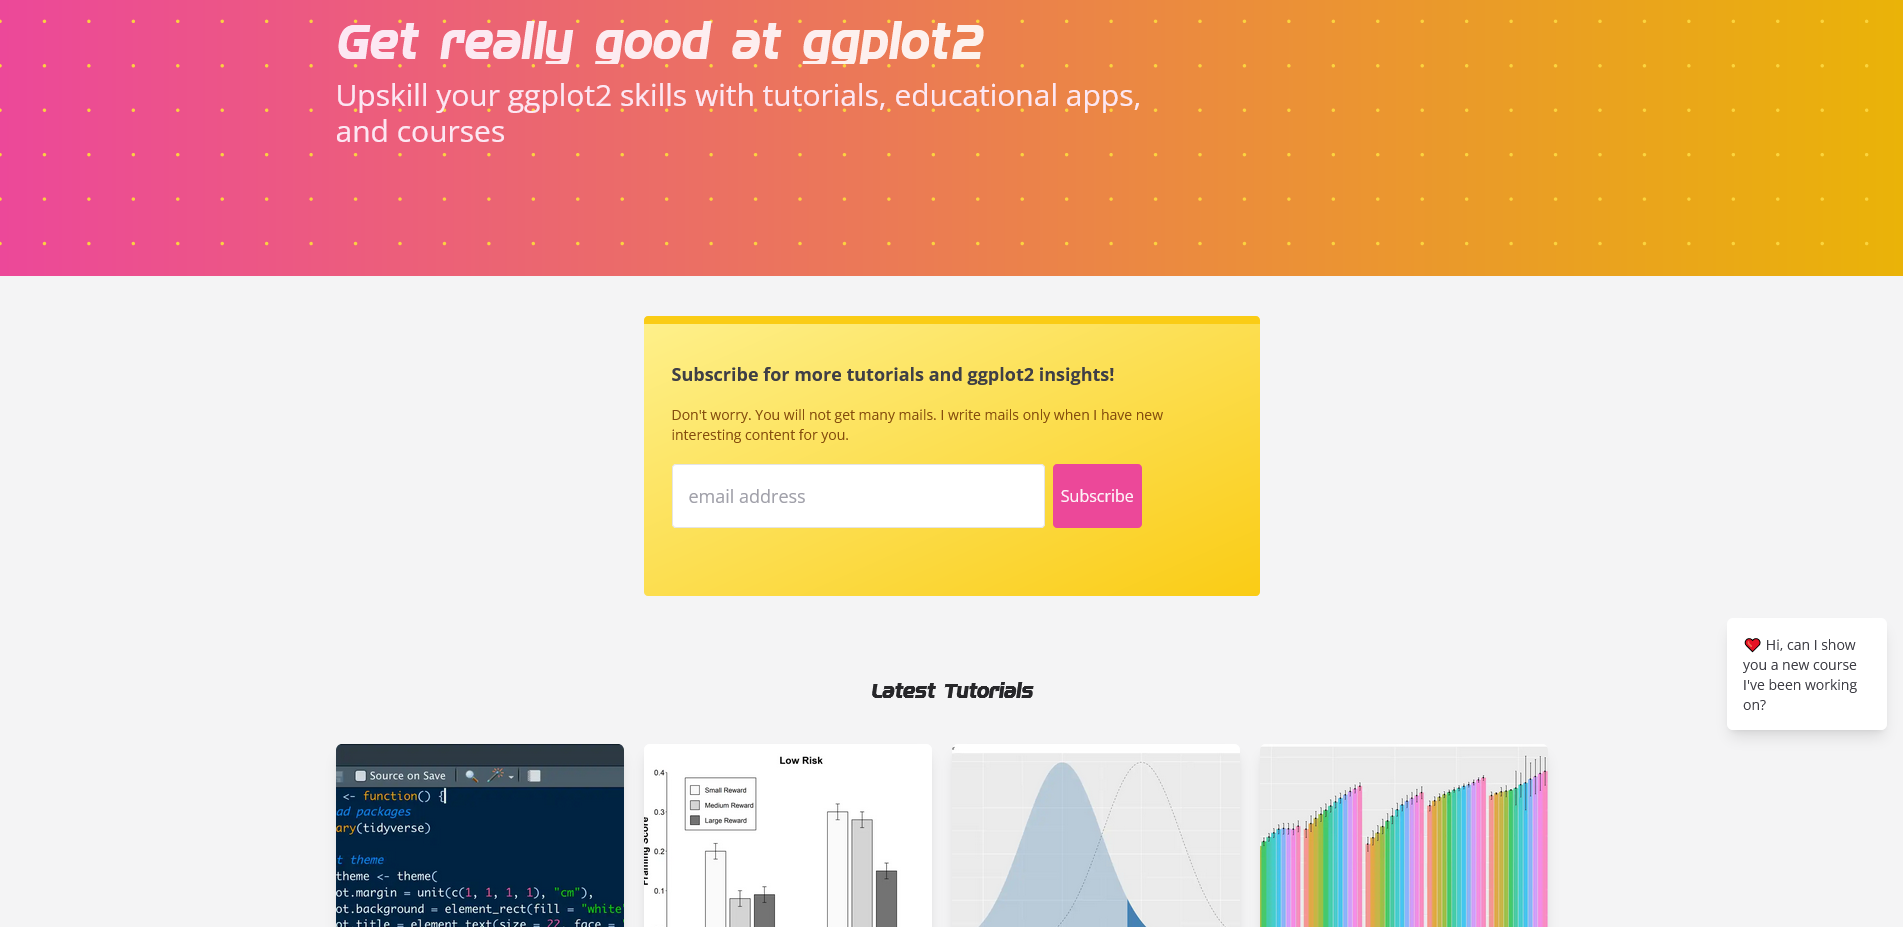 Get really good at ggplot2
Upskill your ggplot2 skills with tutorials, educational apps,
and courses
Subscribe for more tutorials and ggplot2 insights!
Don't worry. You will not get many mails. I write mails only when I have new
interesting content for you.
email address
Subscribe
Hi, can I show
you a new course
I've been working
on?
Latest Tutorials
Source on Save
<- function() {
ad packages
ary(tidyverse)
t theme
theme <- theme(
ot.margin = unit(c(1, 1, 1, 1), "cm"),
ot.background = element_rect(fill = "white"
ot.title = element_text(size = 22, face =
Low Risk
0.4
Small Reward
Medium Reward
Large Reward
0.3
0.2
0.1
Framing Score